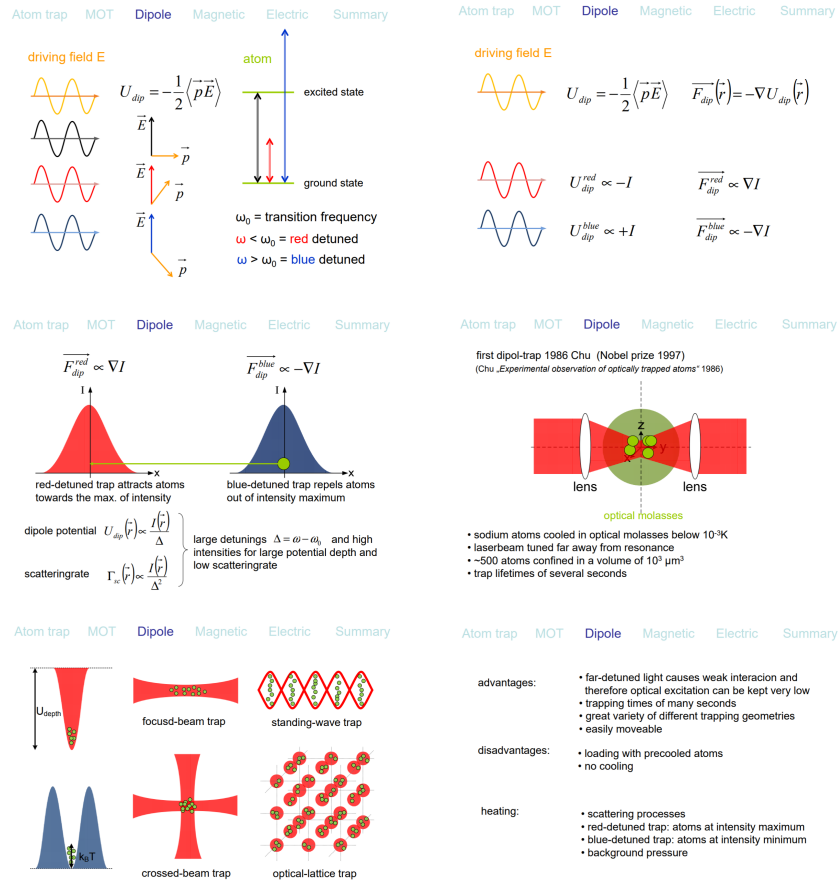 Atom trap MOT Dipole Magnetic Electric Summary
driving field E
U_dip = -1/2 ⟨p⃗E⃗⟩
atom
excited state
E⃗
p⃗
E⃗
p⃗
ground state
E⃗
p⃗
ω₀ = transition frequency
ω < ω₀ = red detuned
ω > ω₀ = blue detuned
Atom trap MOT Dipole Magnetic Electric Summary
driving field E
U_dip = -1/2 ⟨p⃗E⃗⟩ F_dip(r⃗) = -∇U_dip(r⃗)
U_dip^red ∝ -I F_dip^red ∝ ∇I
U_dip^blue ∝ +I F_dip^blue ∝ -∇I
Atom trap MOT Dipole Magnetic Electric Summary
F_dip^red ∝ ∇I F_dip^blue ∝ -∇I
I I
x x
red-detuned trap attracts atoms
towards the max. of intensity
blue-detuned trap repels atoms
out of intensity maximum
dipole potential U_dip(r⃗) ∝ I(r⃗)/Δ
scatteringrate Γ_sc(r⃗) ∝ I(r⃗)/Δ²
large detunings Δ = ω - ω₀ and high
intensities for large potential depth and
low scatteringrate
Atom trap MOT Dipole Magnetic Electric Summary
first dipol-trap 1986 Chu (Nobel prize 1997)
(Chu „Experimental observation of optically trapped atoms" 1986)
z
x y
lens lens
optical molasses
• sodium atoms cooled in optical molasses below 10⁻³K
• laserbeam tuned far away from resonance
• ~500 atoms confined in a volume of 10³ µm³
• trap lifetimes of several seconds
Atom trap MOT Dipole Magnetic Electric Summary
U_depth
focusd-beam trap
standing-wave trap
k_BT
crossed-beam trap
optical-lattice trap
Atom trap MOT Dipole Magnetic Electric Summary
advantages:
• far-detuned light causes weak interacion and
therefore optical excitation can be kept very low
• trapping times of many seconds
• great variety of different trapping geometries
• easily moveable
disadvantages:
• loading with precooled atoms
• no cooling
heating:
• scattering processes
• red-detuned trap: atoms at intensity maximum
• blue-detuned trap: atoms at intensity minimum
• background pressure